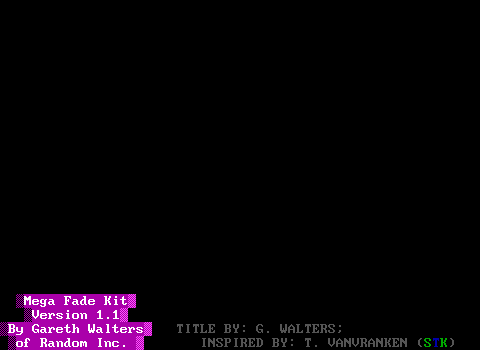 Mega Fade Kit
Version 1.1
By Gareth Walters
of Random Inc.
TITLE BY: G. WALTERS;
INSPIRED BY: T. VANVRANKEN (STK)